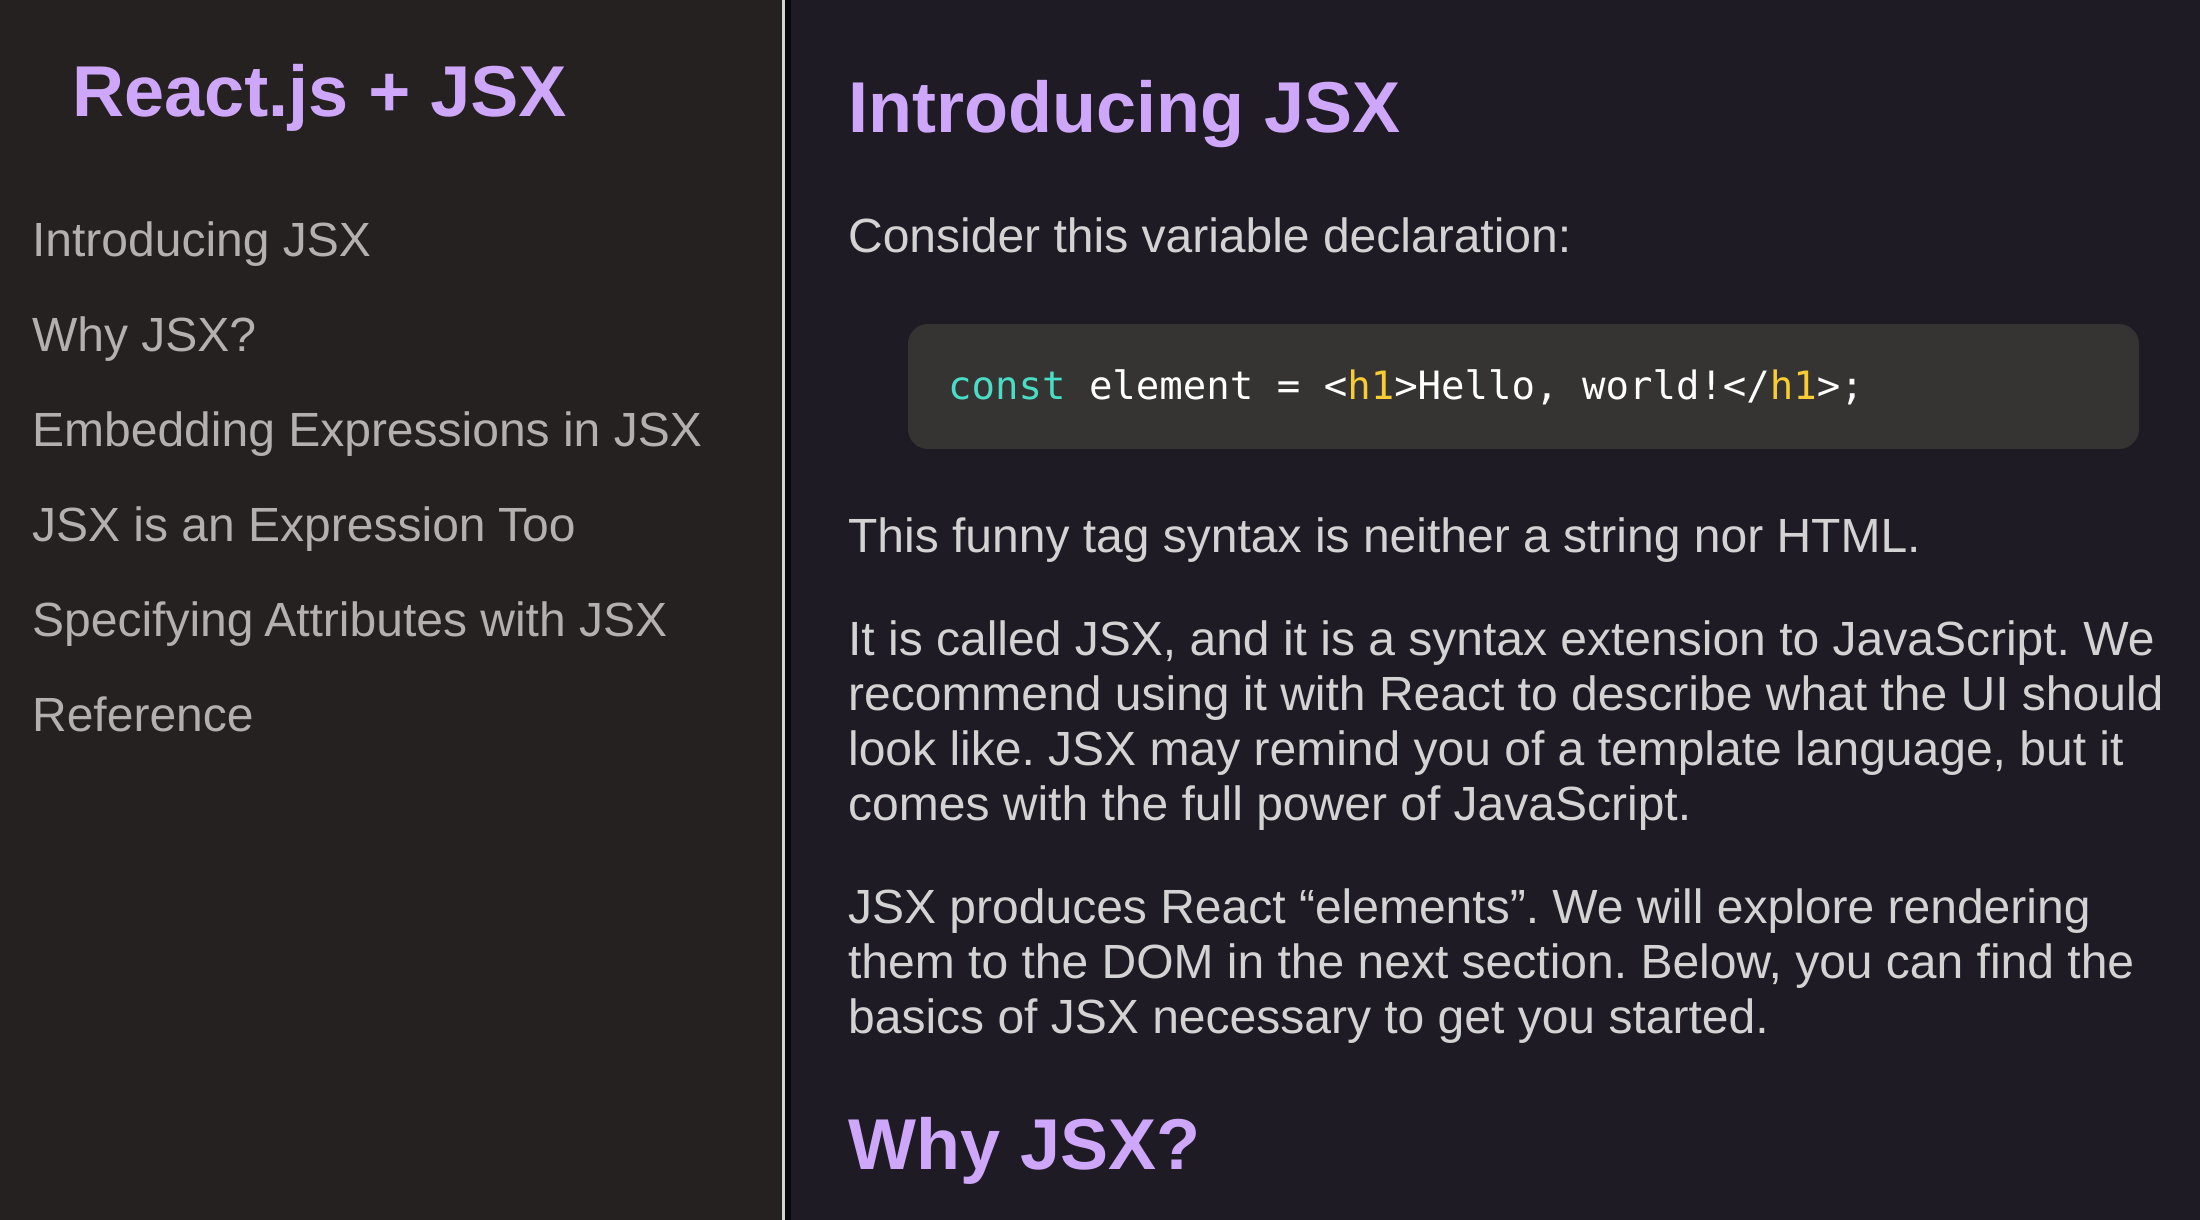 React.js + JSX
Introducing JSX
Why JSX?
Embedding Expressions in JSX
JSX is an Expression Too
Specifying Attributes with JSX
Reference
Introducing JSX
Consider this variable declaration:
const element = <h1>Hello, world!</h1>;
This funny tag syntax is neither a string nor HTML.
It is called JSX, and it is a syntax extension to JavaScript. We
recommend using it with React to describe what the UI should
look like. JSX may remind you of a template language, but it
comes with the full power of JavaScript.
JSX produces React “elements”. We will explore rendering
them to the DOM in the next section. Below, you can find the
basics of JSX necessary to get you started.
Why JSX?